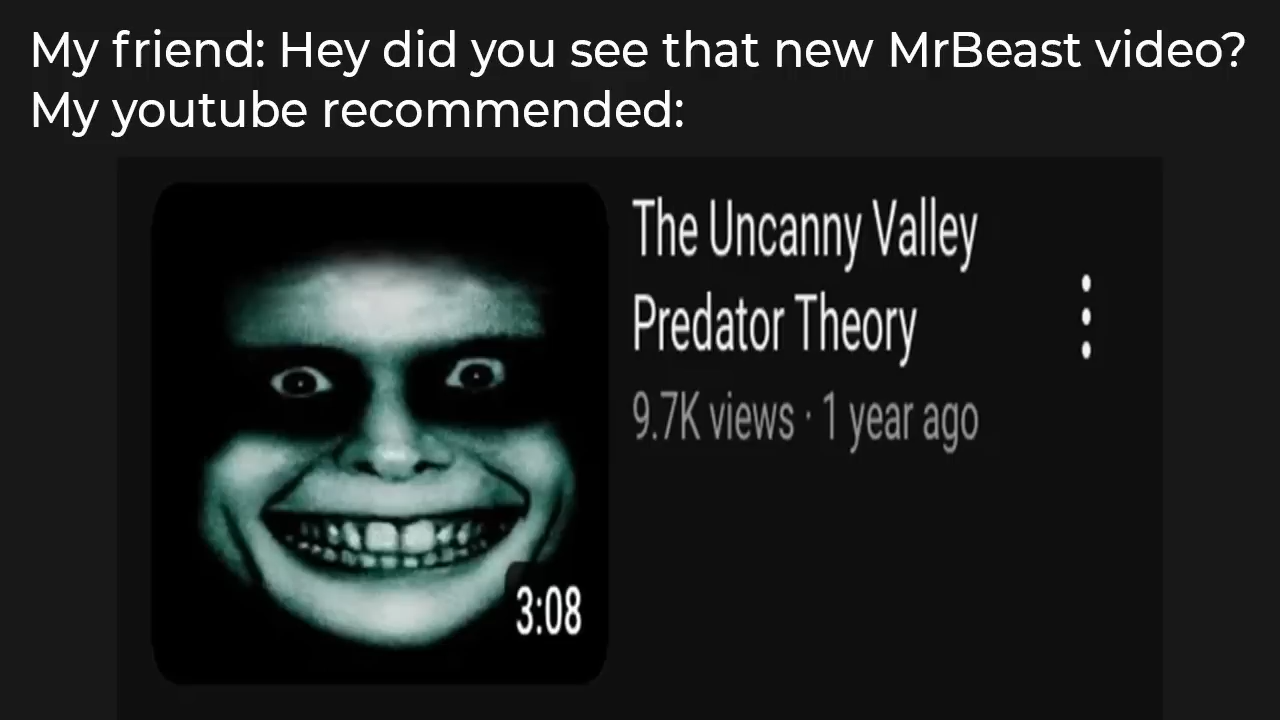 My friend: Hey did you see that new MrBeast video?
My youtube recommended:
The Uncanny Valley
Predator Theory
9.7K views · 1 year ago
3:08